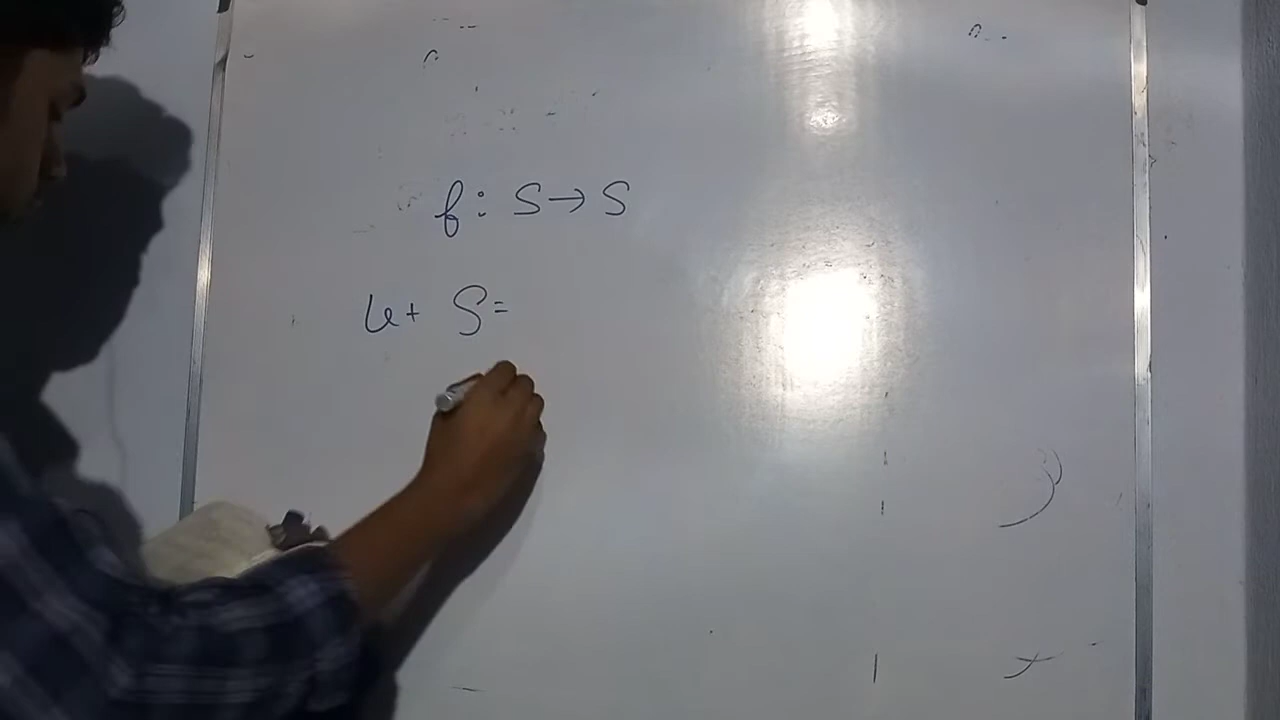 f: S → S
Let S =